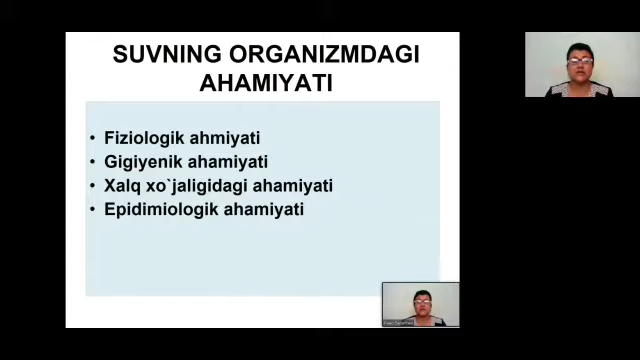 SUVNING ORGANIZMDAGI
AHAMIYATI
• Fiziologik ahmiyati
• Gigiyenik ahamiyati
• Xalq xo`jaligidagi ahamiyati
• Epidimiologik ahamiyati